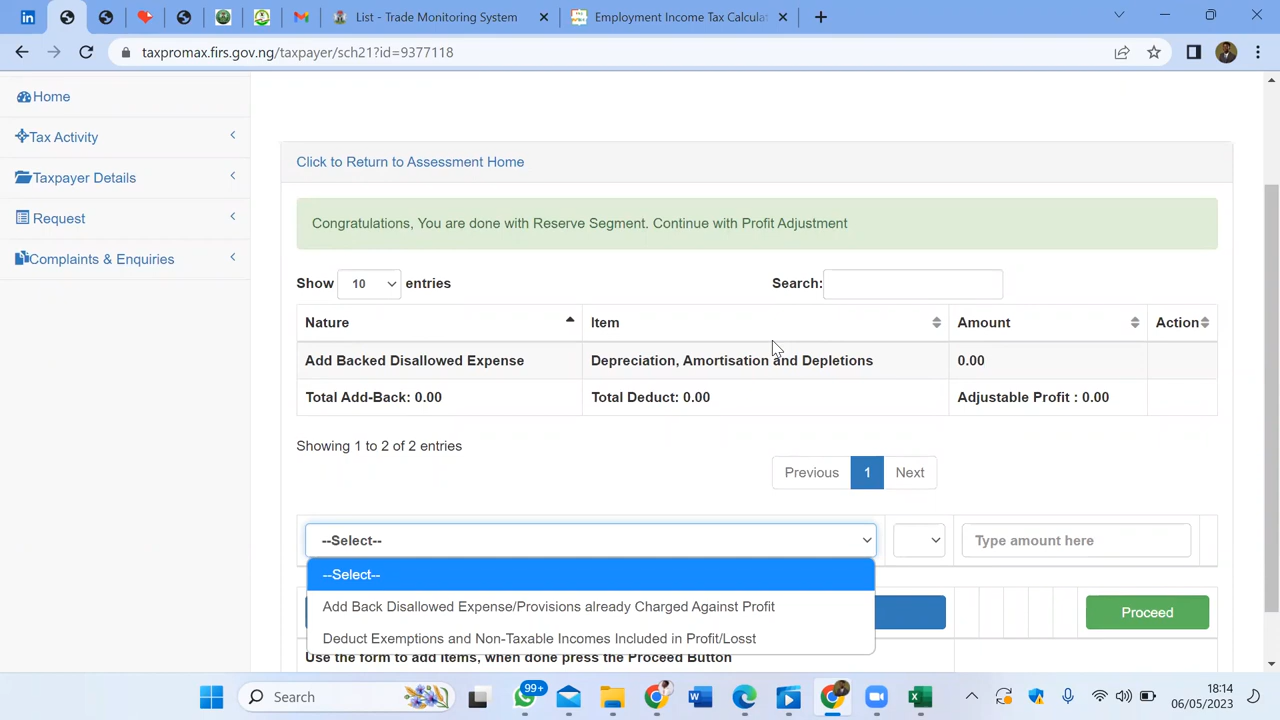 List - Trade Monitoring System
Employment Income Tax Calculat
taxpromax.firs.gov.ng/taxpayer/sch21?id=9377118
Home
Tax Activity
Taxpayer Details
Request
Complaints & Enquiries
Click to Return to Assessment Home
Congratulations, You are done with Reserve Segment. Continue with Profit Adjustment
Show 10 entries Search:
Nature Item Amount Action
Add Backed Disallowed Expense Depreciation, Amortisation and Depletions 0.00
Total Add-Back: 0.00 Total Deduct: 0.00 Adjustable Profit : 0.00
Showing 1 to 2 of 2 entries
Previous 1 Next
--Select-- Type amount here
--Select--
Add Back Disallowed Expense/Provisions already Charged Against Profit
Proceed
Deduct Exemptions and Non-Taxable Incomes Included in Profit/Losst
Use the form to add Items, when done press the Proceed Button
Search 99+ 18:14
06/05/2023